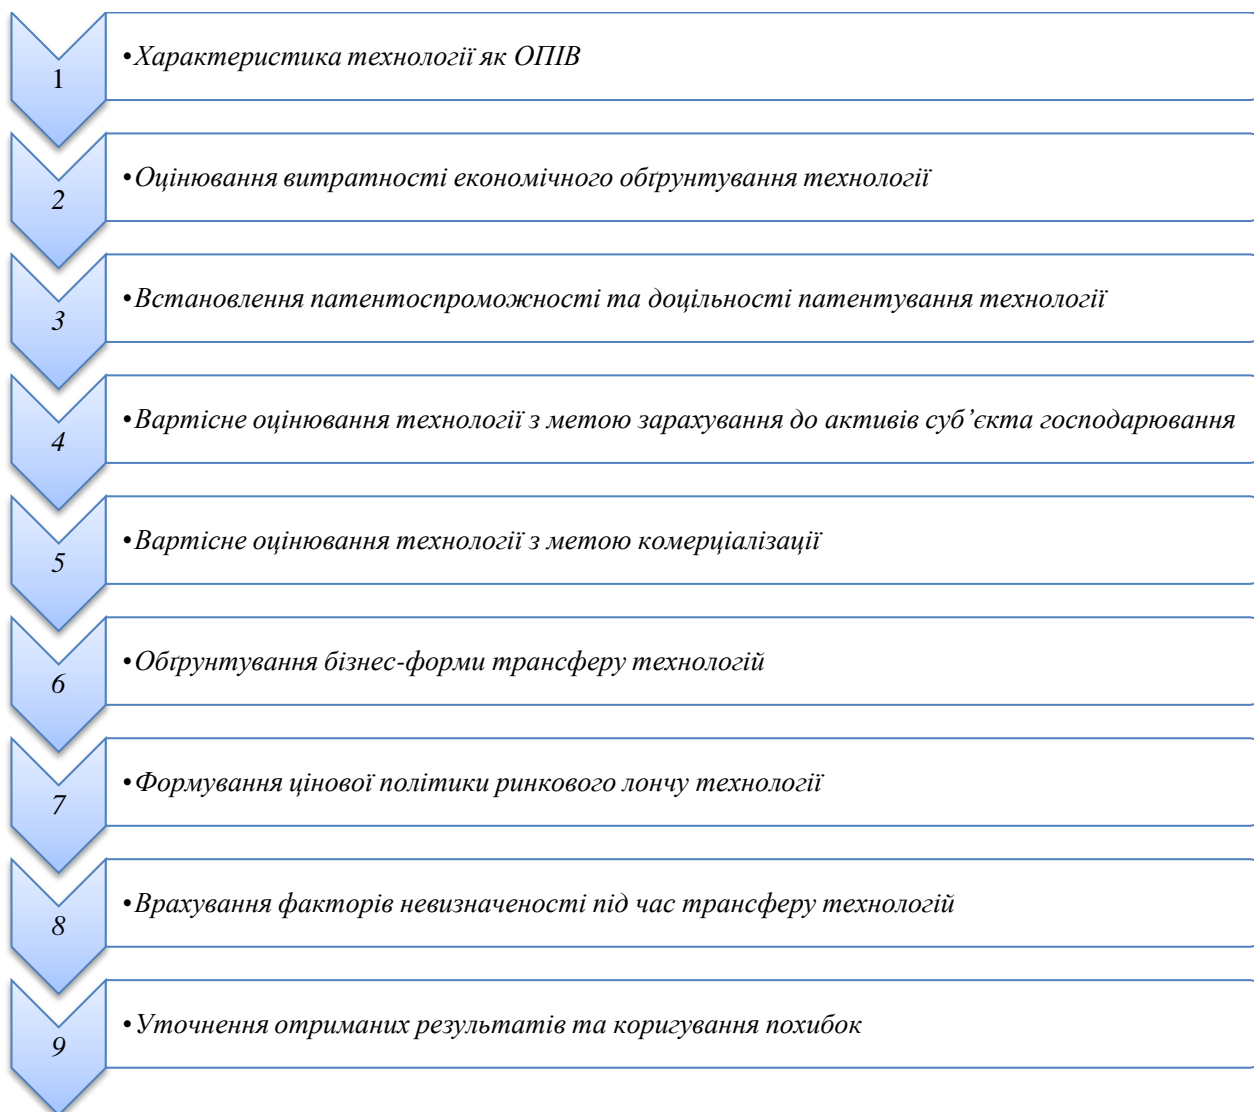 1
•Характеристика технології як ОПІВ
2
•Оцінювання витратності економічного обґрунтування технології
3
•Встановлення патентоспроможності та доцільності патентування технології
4
•Вартісне оцінювання технології з метою зарахування до активів суб’єкта господарювання
5
•Вартісне оцінювання технології з метою комерціалізації
6
•Обґрунтування бізнес-форми трансферу технологій
7
•Формування цінової політики ринкового лончу технології
8
•Врахування факторів невизначеності під час трансферу технологій
9
•Уточнення отриманих результатів та коригування похибок